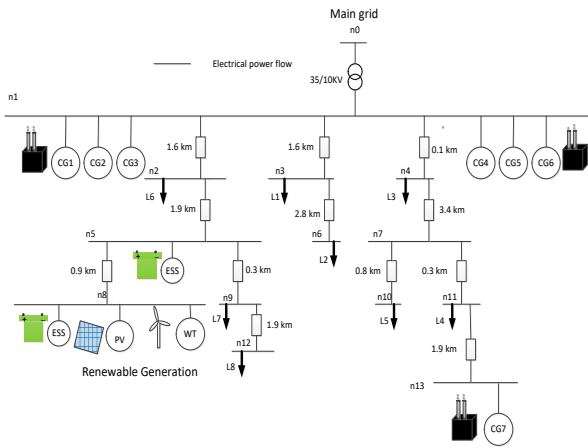 Main grid
n0
Electrical power flow
35/10KV
n1
CG1
CG2
CG3
1.6 km
1.6 km
0.1 km
CG4
CG5
CG6
n2
n3
n4
L6
L1
L3
1.9 km
2.8 km
3.4 km
n5
n6
n7
L2
0.9 km
ESS
0.3 km
0.8 km
0.3 km
n8
n9
n10
n11
ESS
PV
WT
L7
1.9 km
L5
L4
n12
1.9 km
L8
Renewable Generation
n13
CG7